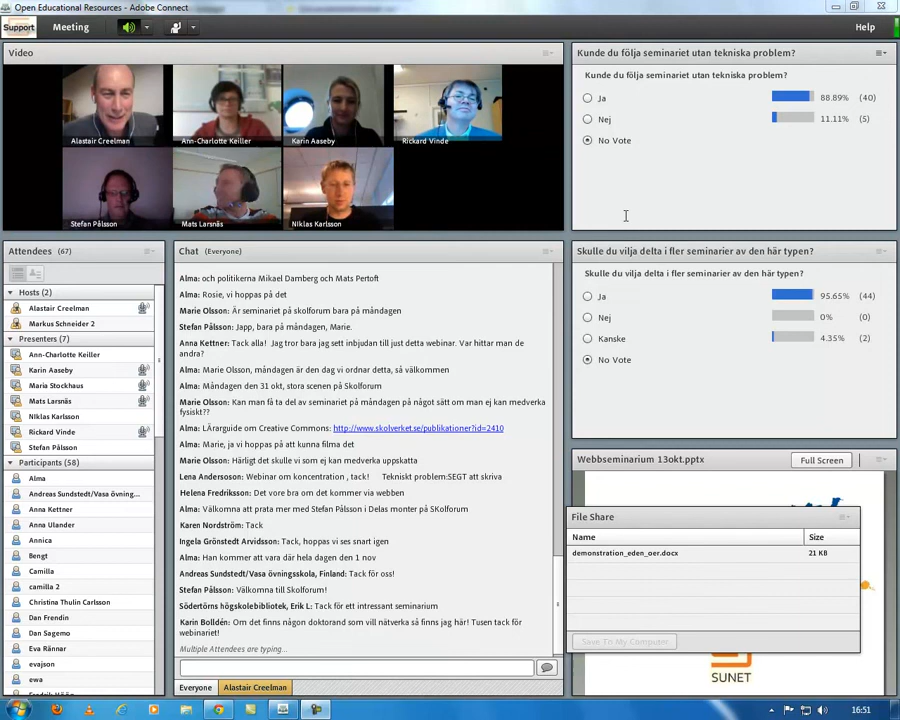 Open Educational Resources - Adobe Connect
Support
Meeting
Help
Video
Alastair Creelman
Ann-Charlotte Keiller
Karin Aaseby
Rickard Vinde
Stefan Pålsson
Mats Larsnäs
NIklas Karlsson
Kunde du följa seminariet utan tekniska problem?
Kunde du följa seminariet utan tekniska problem?
Ja 88.89% (40)
Nej 11.11% (5)
No Vote
Attendees (67)
Hosts (2)
Alastair Creelman
Markus Schneider 2
Presenters (7)
Ann-Charlotte Keiller
Karin Aaseby
Maria Stockhaus
Mats Larsnäs
NIklas Karlsson
Rickard Vinde
Stefan Pålsson
Participants (58)
Alma
Andreas Sundstedt/Vasa övning...
Anna Kettner
Anna Ulander
Annica
Bengt
Camilla
camilla 2
Christina Thulin Carlsson
Dan Frendin
Dan Sagemo
Eva Rännar
evajson
ewa
Chat (Everyone)
Alma: och politikerna Mikael Damberg och Mats Pertoft
Alma: Rosie, vi hoppas på det
Marie Olsson: Är seminariet på skolforum bara på måndagen
Stefan Pålsson: Japp, bara på måndagen, Marie.
Anna Kettner: Tack alla! Jag tror bara jag sett inbjudan till just detta webinar. Var hittar man de
andra?
Alma: Marie Olsson, måndagen är den dag vi ordnar detta, så välkommen
Alma: Måndagen den 31 okt, stora scenen på Skolforum
Marie Olsson: Kan man få ta del av seminariet på måndagen på något sätt om man ej kan medverka
fysiskt??
Alma: LÄrarguide om Creative Commons: http://www.skolverket.se/publikationer?id=2410
Alma: Marie, ja vi hoppas på att kunna filma det
Marie Olsson: Härligt det skulle vi som ej kan medverka uppskatta
Lena Andersoson: Webinar om koncentration , tack! Tekniskt problem:SEGT att skriva
Helena Fredriksson: Det vore bra om det kommer via webben
Alma: Välkomna att prata mer med Stefan Pålsson i Delas monter på SKolforum
Karen Nordström: Tack
Ingela Grönstedt Arvidsson: Tack, hoppas vi ses snart igen
Alma: Han kommer att vara där hela dagen den 1 nov
Andreas Sundstedt/Vasa övningsskola, Finland: Tack för oss!
Stefan Pålsson: Välkomna till Skolforum!
Södertörns högskolebibliotek, Erik L: Tack för ett intressant seminarium
Karin Bolldén: Om det finns någon doktorand som vill nätverka så finns jag här! Tusen tack för
webinariet!
Multiple Attendees are typing...
Everyone
Alastair Creelman
Skulle du vilja delta i fler seminarier av den här typen?
Skulle du vilja delta i fler seminarier av den här typen?
Ja 95.65% (44)
Nej 0% (0)
Kanske 4.35% (2)
No Vote
Webbseminarium 13okt.pptx
Full Screen
File Share
Name Size
demonstration_eden_oer.docx 21 KB
Save To My Computer
SUNET
16:51